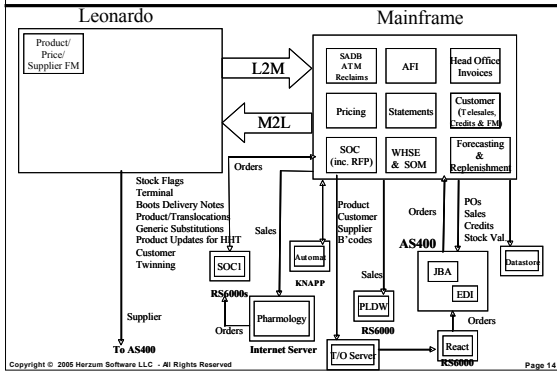 Leonardo
Mainframe
Product/
Price/
Supplier FM
L2M
M2L
SADB
ATM
Reclaims
AFI
Head Office
Invoices
Pricing
Statements
Customer
(Telesales,
Credits & FM)
SOC
(inc. RFP)
WHSE
& SOM
Forecasting
&
Replenishment
Stock Flags
Terminal
Boots Delivery Notes
Product/Translocations
Generic Substitutions
Product Updates for HHT
Customer
Twinning
Supplier
To AS400
Orders
SOC1
RS6000s
Orders
Sales
Pharmology
Internet Server
Automat
KNAPP
Product
Customer
Supplier
B'codes
T/O Server
Sales
PLDW
RS6000
Orders
AS400
JBA
EDI
POs
Sales
Credits
Stock Val
Datastore
Orders
React
RS6000
Copyright © 2005 Herzum Software LLC - All Rights Reserved
Page 14